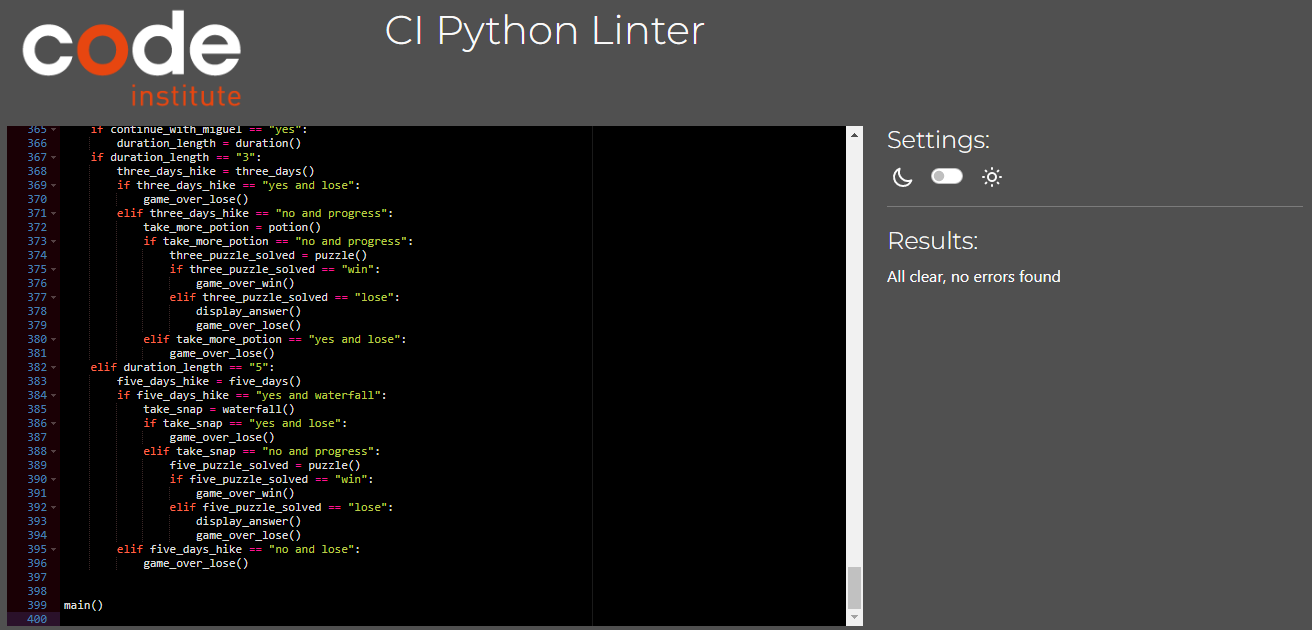 code
institute
CI Python Linter
365 if continue_with_miguel == "yes":
366 duration_length = duration()
367 if duration_length == "3":
368 three_days_hike = three_days()
369 if three_days_hike == "yes and lose":
370 game_over_lose()
371 elif three_days_hike == "no and progress":
372 take_more_potion = potion()
373 if take_more_potion == "no and progress":
374 three_puzzle_solved = puzzle()
375 if three_puzzle_solved == "win":
376 game_over_win()
377 elif three_puzzle_solved == "lose":
378 display_answer()
379 game_over_lose()
380 elif take_more_potion == "yes and lose":
381 game_over_lose()
382 elif duration_length == "5":
383 five_days_hike = five_days()
384 if five_days_hike == "yes and waterfall":
385 take_snap = waterfall()
386 if take_snap == "yes and lose":
387 game_over_lose()
388 elif take_snap == "no and progress":
389 five_puzzle_solved = puzzle()
390 if five_puzzle_solved == "win":
391 game_over_win()
392 elif five_puzzle_solved == "lose":
393 display_answer()
394 game_over_lose()
395 elif five_days_hike == "no and lose":
396 game_over_lose()
397
398
399 main()
400
Settings:
Results:
All clear, no errors found